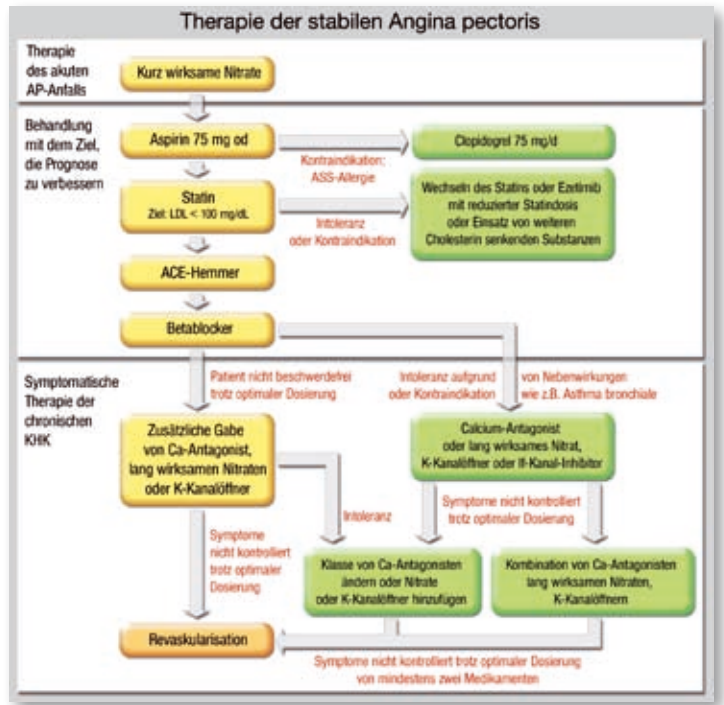 Therapie der stabilen Angina pectoris
Therapie
des akuten
AP-Anfalls
Kurz wirksame Nitrate
Behandlung
mit dem Ziel,
die Prognose
zu verbessern
Aspirin 75 mg od
Kontraindikation:
ASS-Allergie
Clopidogrel 75 mg/d
Statin
Ziel: LDL < 100 mg/dL
Intoleranz
oder Kontraindikation
Wechseln des Statins oder Ezetimib
mit reduzierter Statindosis
oder Einsatz von weiteren
Cholesterin senkenden Substanzen
ACE-Hemmer
Betablocker
Symptomatische
Therapie der
chronischen
KHK
Patient nicht beschwerdefrei
trotz optimaler Dosierung
Intoleranz aufgrund
oder Kontraindikation
von Nebenwirkungen
wie z.B. Asthma bronchiale
Zusätzliche Gabe
von Ca-Antagonist,
lang wirksamen Nitraten
oder K-Kanalöffner
Calcium-Antagonist
oder lang wirksames Nitrat,
K-Kanalöffner oder If-Kanal-Inhibitor
Intoleranz
Symptome nicht kontrolliert
trotz optimaler Dosierung
Symptome
nicht kontrolliert
trotz optimaler
Dosierung
Klasse von Ca-Antagonisten
ändern oder Nitrate
oder K-Kanalöffner hinzufügen
Kombination von Ca-Antagonisten
lang wirksamen Nitraten,
K-Kanalöffnern
Revaskularisation
Symptome nicht kontrolliert trotz optimaler Dosierung
von mindestens zwei Medikamenten